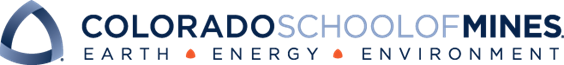 COLORADOSCHOOLOFMINES.
EARTH ▲ ENERGY ▲ ENVIRONMENT